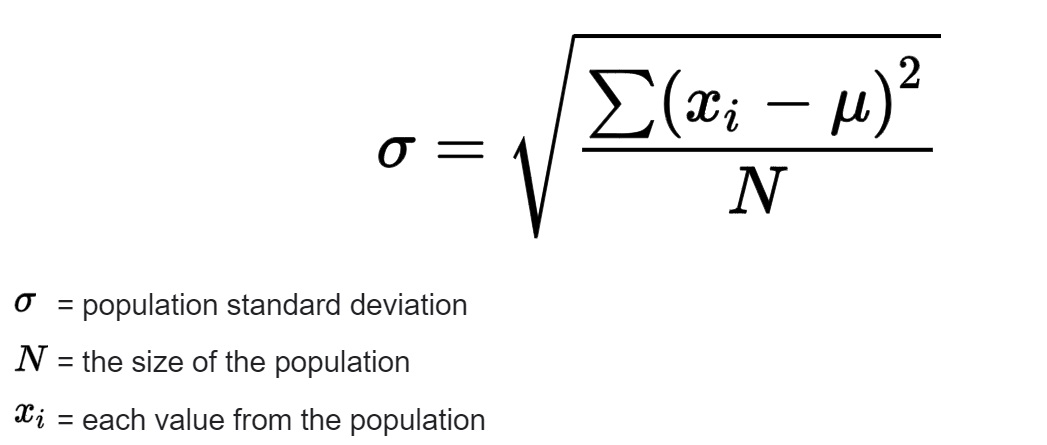 σ = √(∑(xᵢ − μ)² / N)
σ = population standard deviation
N = the size of the population
xᵢ = each value from the population